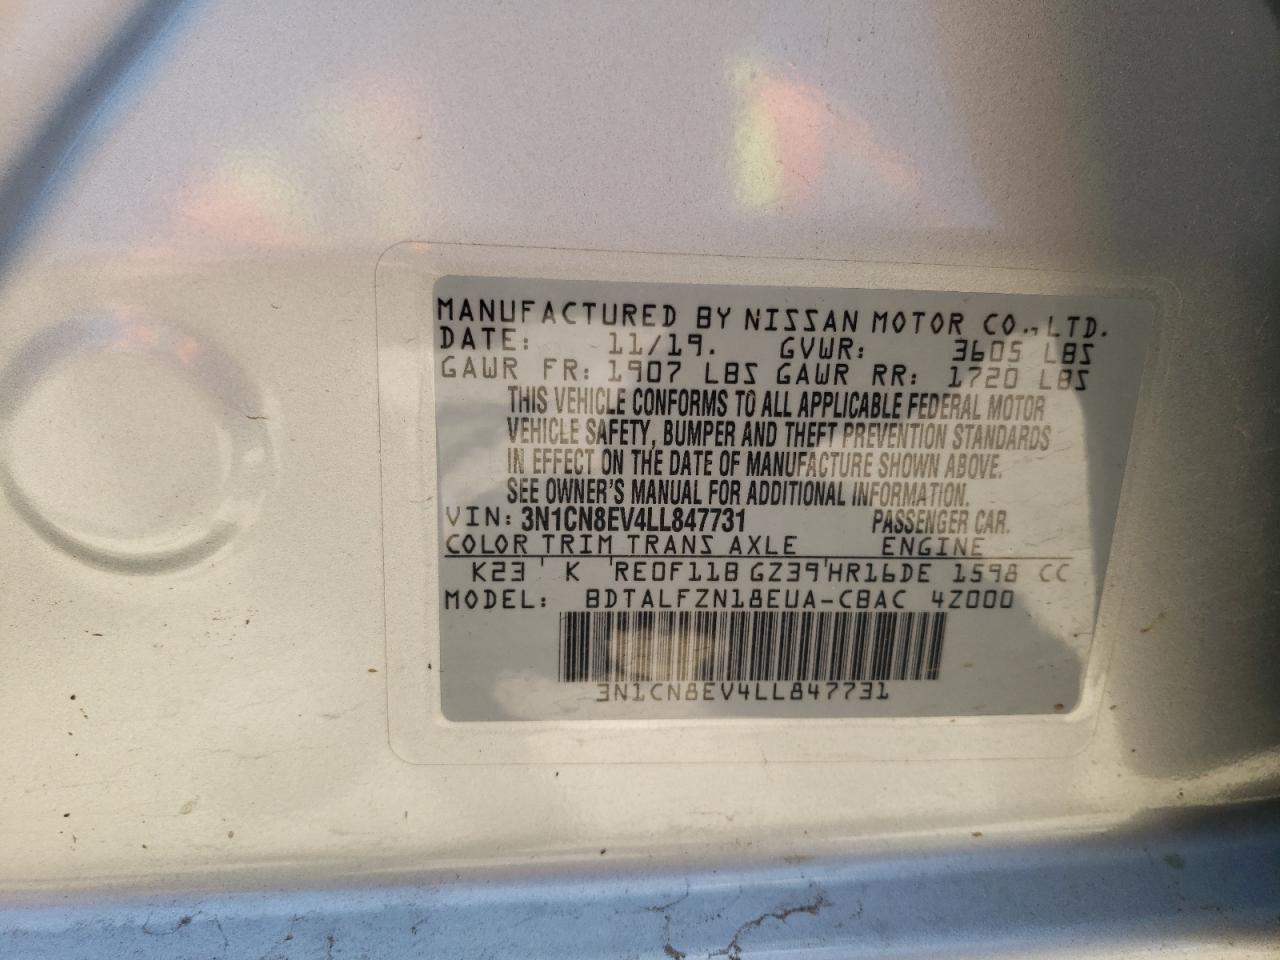 MANUFACTURED BY NISSAN MOTOR CO., LTD.
DATE: 11/19. GVWR: 3605 LBS
GAWR FR: 1907 LBS GAWR RR: 1720 LBS
THIS VEHICLE CONFORMS TO ALL APPLICABLE FEDERAL MOTOR
VEHICLE SAFETY, BUMPER AND THEFT PREVENTION STANDARDS
IN EFFECT ON THE DATE OF MANUFACTURE SHOWN ABOVE.
SEE OWNER'S MANUAL FOR ADDITIONAL INFORMATION.
VIN: 3N1CN8EV4LL847731 PASSENGER CAR.
COLOR TRIM TRANS AXLE ENGINE
K23 ' K 'RE0F11B GZ39'HR16DE 1598 CC
MODEL: BDTALFZN18EUA-CBAC 4Z000
3N1CN8EV4LL847731